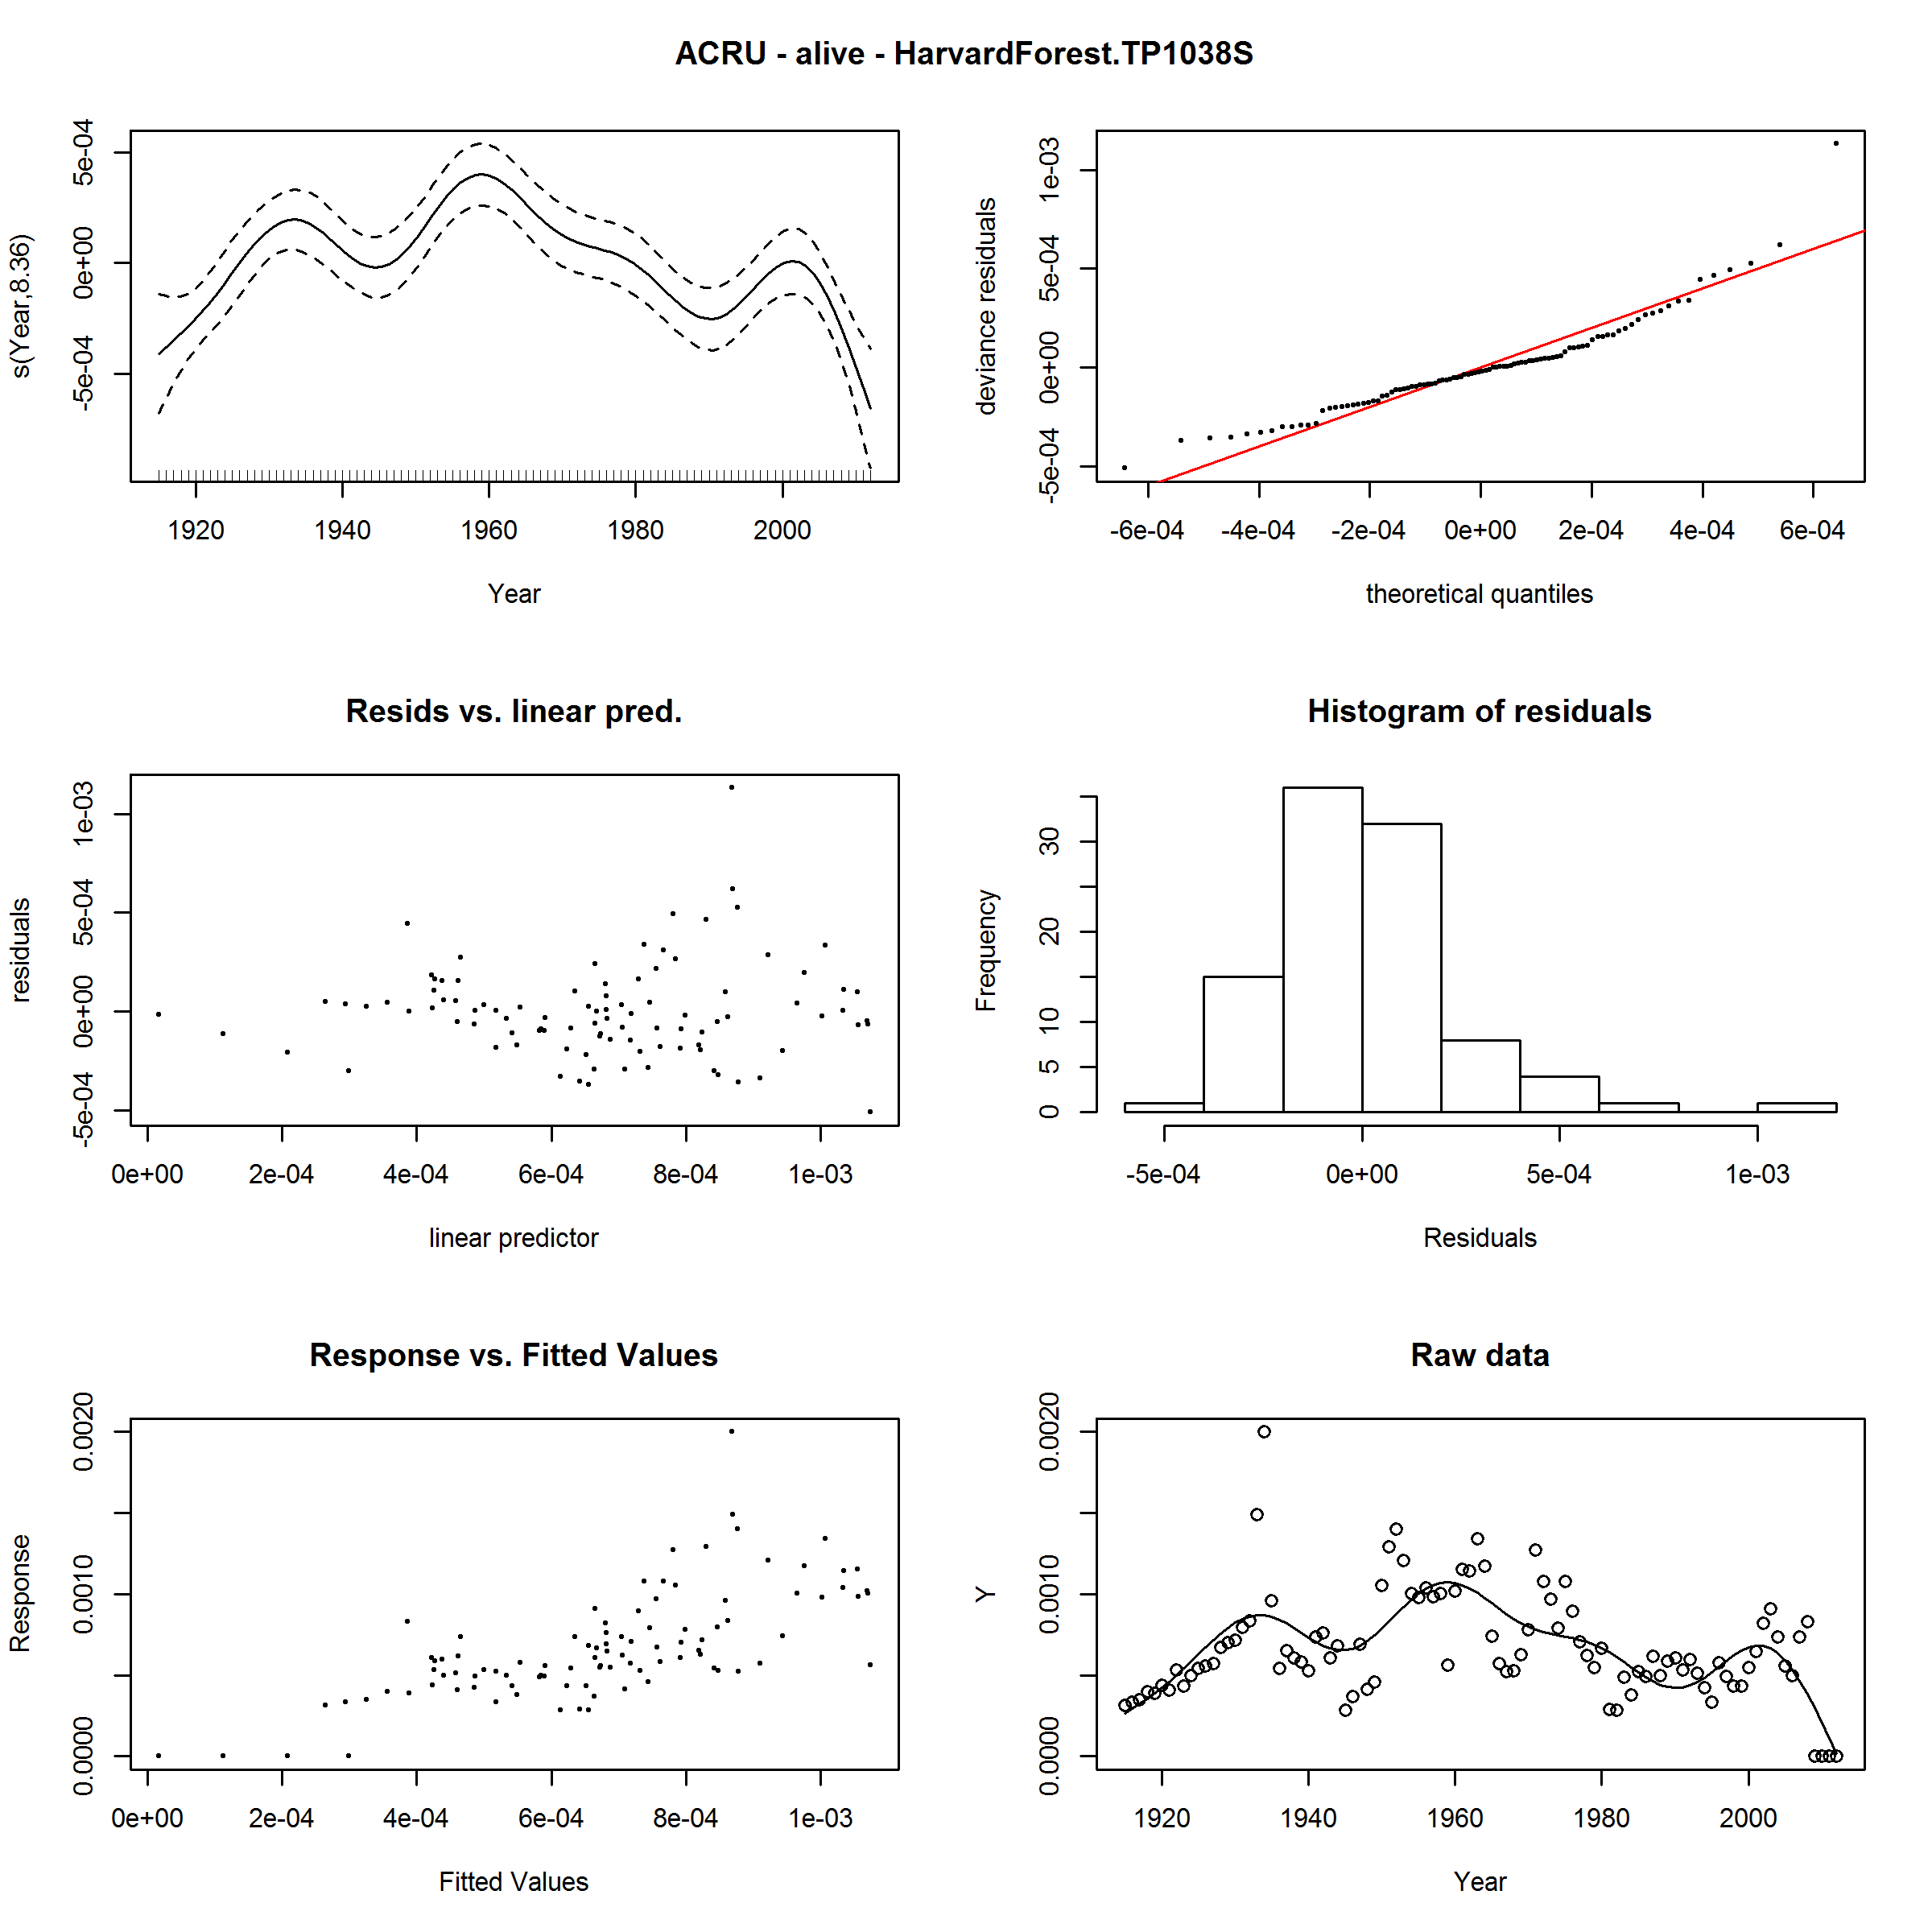 ACRU - alive - HarvardForest.TP1038S
s(Year,8.36)
-5e-04 0e+00 5e-04
1920 1940 1960 1980 2000
Year
deviance residuals
-5e-04 0e+00 5e-04 1e-03
-6e-04 -4e-04 -2e-04 0e+00 2e-04 4e-04 6e-04
theoretical quantiles
Resids vs. linear pred.
residuals
-5e-04 0e+00 5e-04 1e-03
0e+00 2e-04 4e-04 6e-04 8e-04 1e-03
linear predictor
Histogram of residuals
Frequency
0 5 10 20 30
-5e-04 0e+00 5e-04 1e-03
Residuals
Response vs. Fitted Values
Response
0.0000 0.0010 0.0020
0e+00 2e-04 4e-04 6e-04 8e-04 1e-03
Fitted Values
Raw data
Y
0.0000 0.0010 0.0020
1920 1940 1960 1980 2000
Year